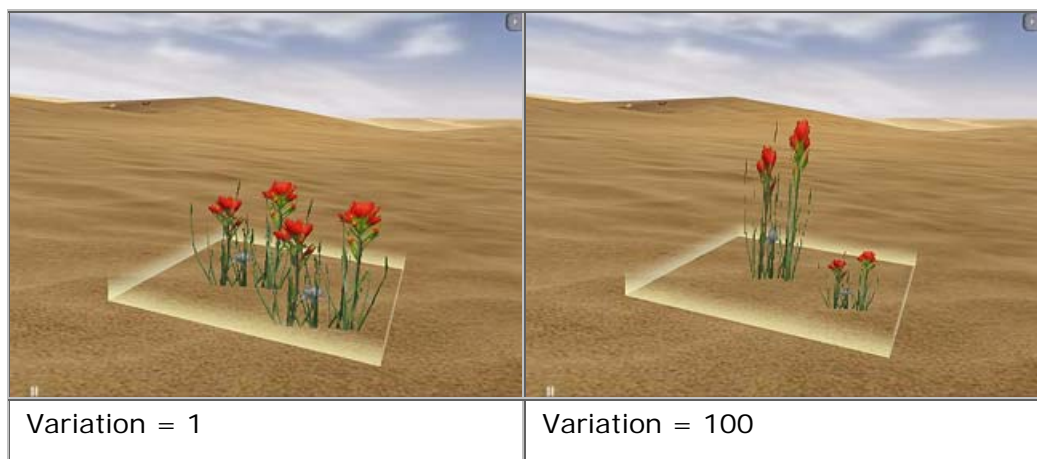 Variation = 1
Variation = 100